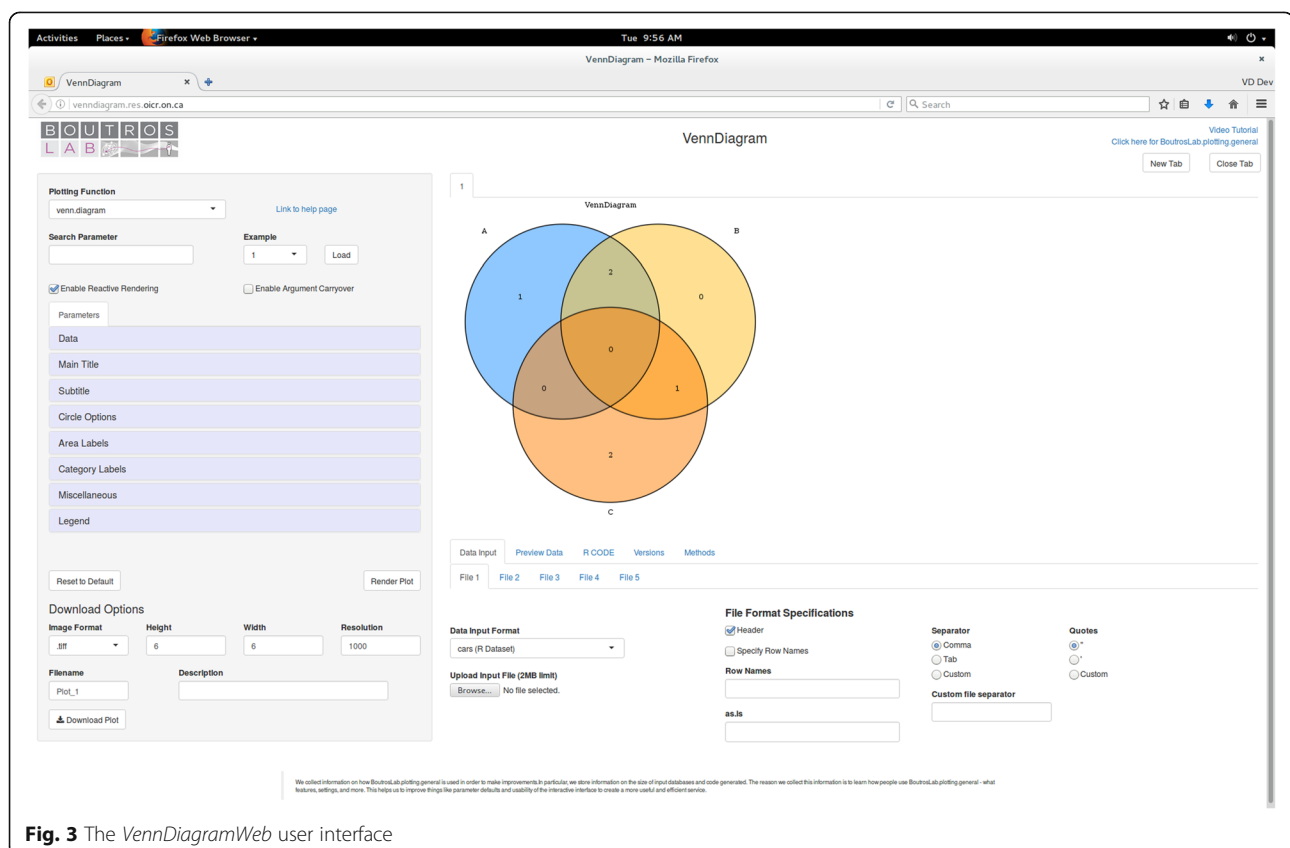 Activities Places Firefox Web Browser Tue 9:56 AM
VennDiagram – Mozilla Firefox
VennDiagram VD Dev
venndiagram.res.oicr.on.ca Search
BOUTROS
LAB
VennDiagram
Video Tutorial
Click here for BoutrosLab.plotting.general
New Tab Close Tab
Plotting Function
venn.diagram Link to help page
Search Parameter Example
1 Load
Enable Reactive Rendering Enable Argument Carryover
Parameters
Data
Main Title
Subtitle
Circle Options
Area Labels
Category Labels
Miscellaneous
Legend
Reset to Default Render Plot
Download Options
Image Format Height Width Resolution
.tiff 6 6 1000
Filename Description
Plot_1
Download Plot
1
VennDiagram
A B
2
1 0
0
0 1
2
C
Data Input Preview Data R CODE Versions Methods
File 1 File 2 File 3 File 4 File 5
Data Input Format
cars (R Dataset)
Upload Input File (2MB limit)
Browse... No file selected.
File Format Specifications
Header
Specify Row Names
Row Names
as.is
Separator
Comma
Tab
Custom
Custom file separator
Quotes
"
'
Custom
We collect information on how BoutrosLab.plotting.general is used in order to make improvements.In particular, we store information on the size of input databases and code generated. The reason we collect this information is to learn how people use BoutrosLab.plotting.general - what
features, settings, and more. This helps us to improve things like parameter defaults and usability of the interactive interface to create a more useful and efficient service.
Fig. 3 The VennDiagramWeb user interface